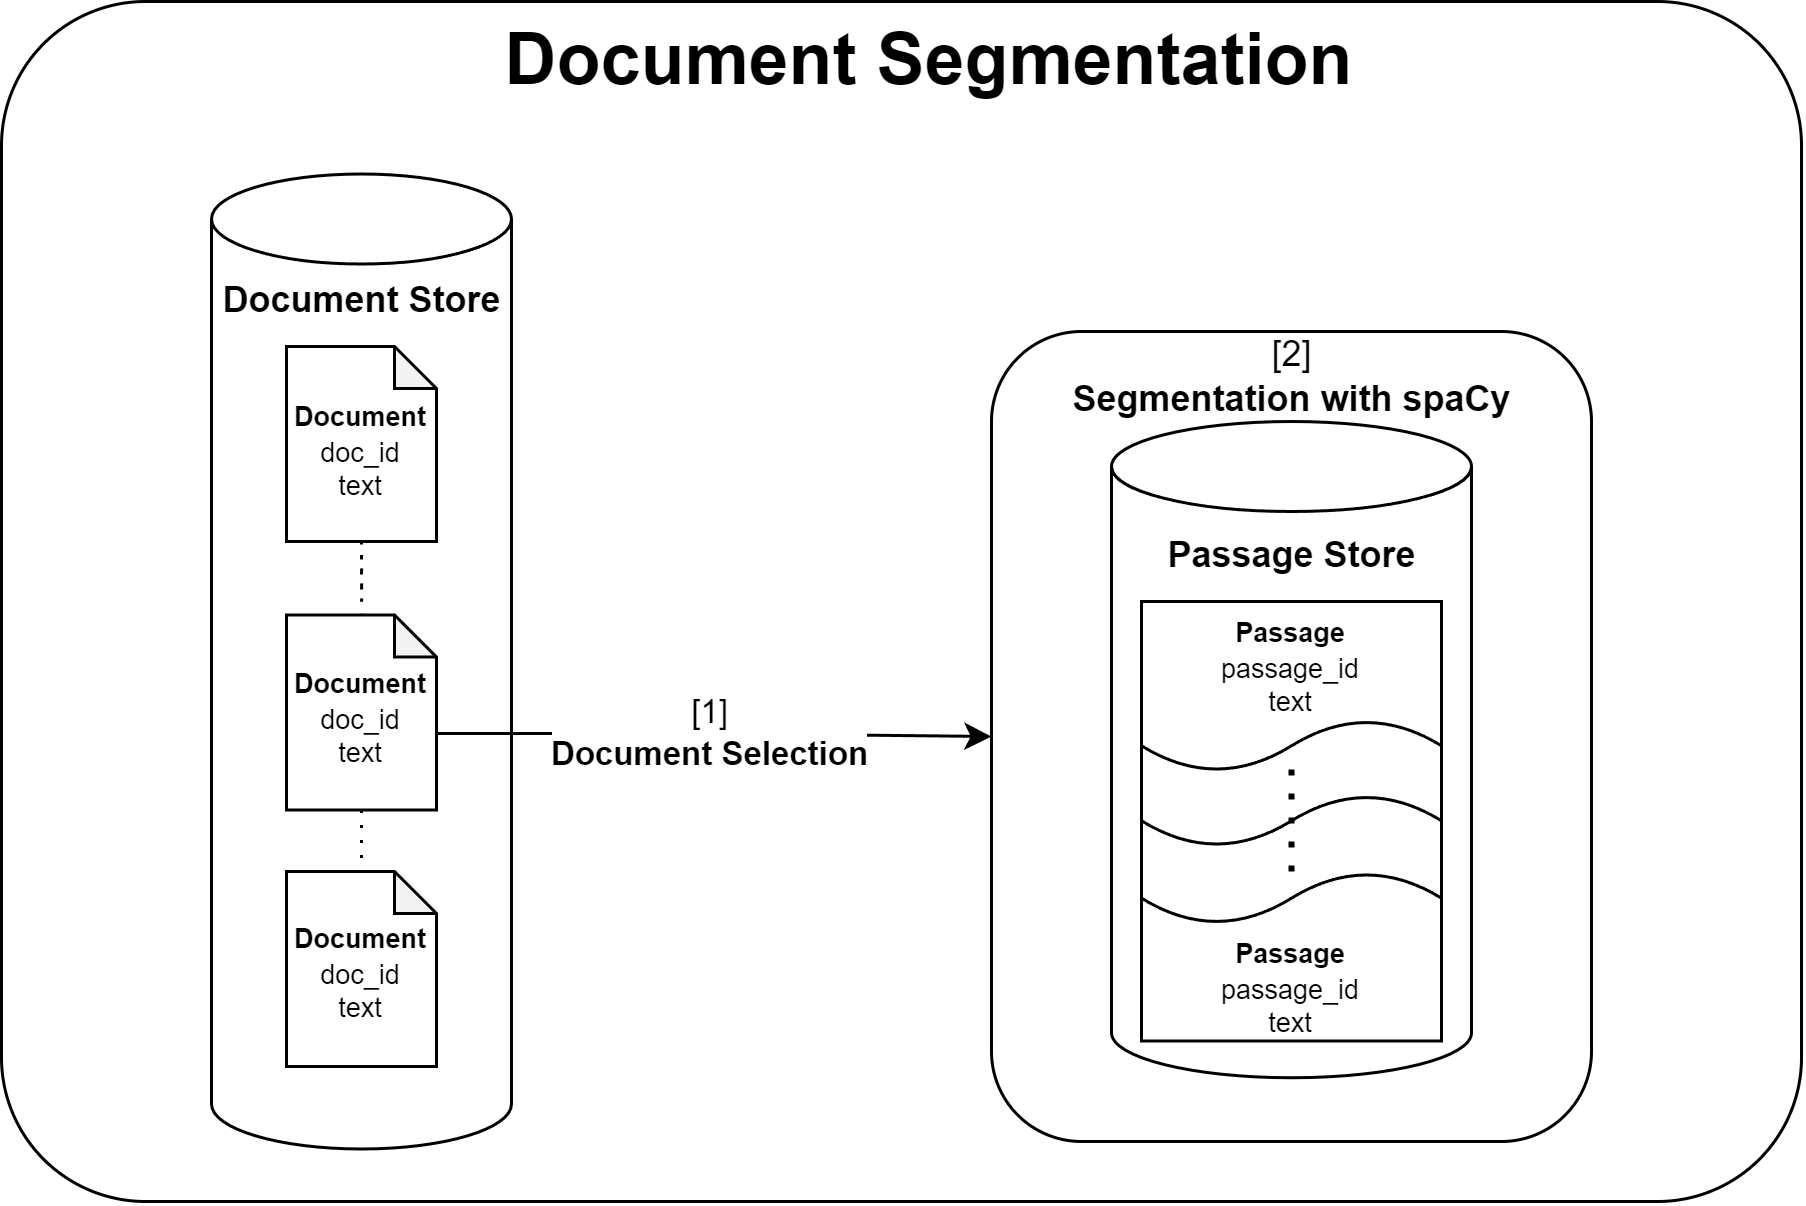 Document Segmentation
Document Store
Document
doc_id
text
Document
doc_id
text
Document
doc_id
text
[1]
Document Selection
[2]
Segmentation with spaCy
Passage Store
Passage
passage_id
text
Passage
passage_id
text